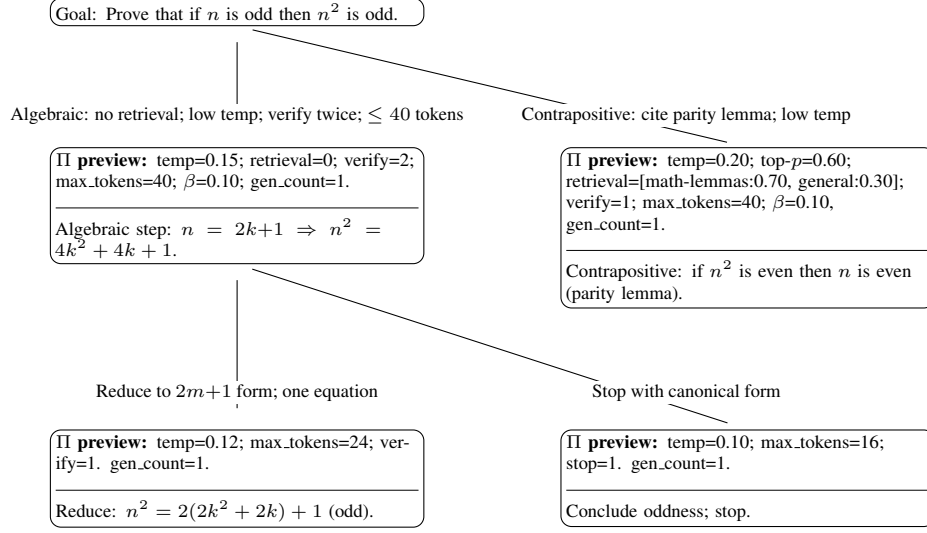 Goal: Prove that if n is odd then n² is odd.
Algebraic: no retrieval; low temp; verify twice; ≤ 40 tokens
Contrapositive: cite parity lemma; low temp
Π preview: temp=0.15; retrieval=0; verify=2;
max_tokens=40; β=0.10; gen_count=1.
Algebraic step: n = 2k+1 ⇒ n² =
4k² + 4k + 1.
Π preview: temp=0.20; top-p=0.60;
retrieval=[math-lemmas:0.70, general:0.30];
verify=1; max_tokens=40; β=0.10,
gen_count=1.
Contrapositive: if n² is even then n is even
(parity lemma).
Reduce to 2m+1 form; one equation
Stop with canonical form
Π preview: temp=0.12; max_tokens=24; ver-
ify=1. gen_count=1.
Reduce: n² = 2(2k² + 2k) + 1 (odd).
Π preview: temp=0.10; max_tokens=16;
stop=1. gen_count=1.
Conclude oddness; stop.